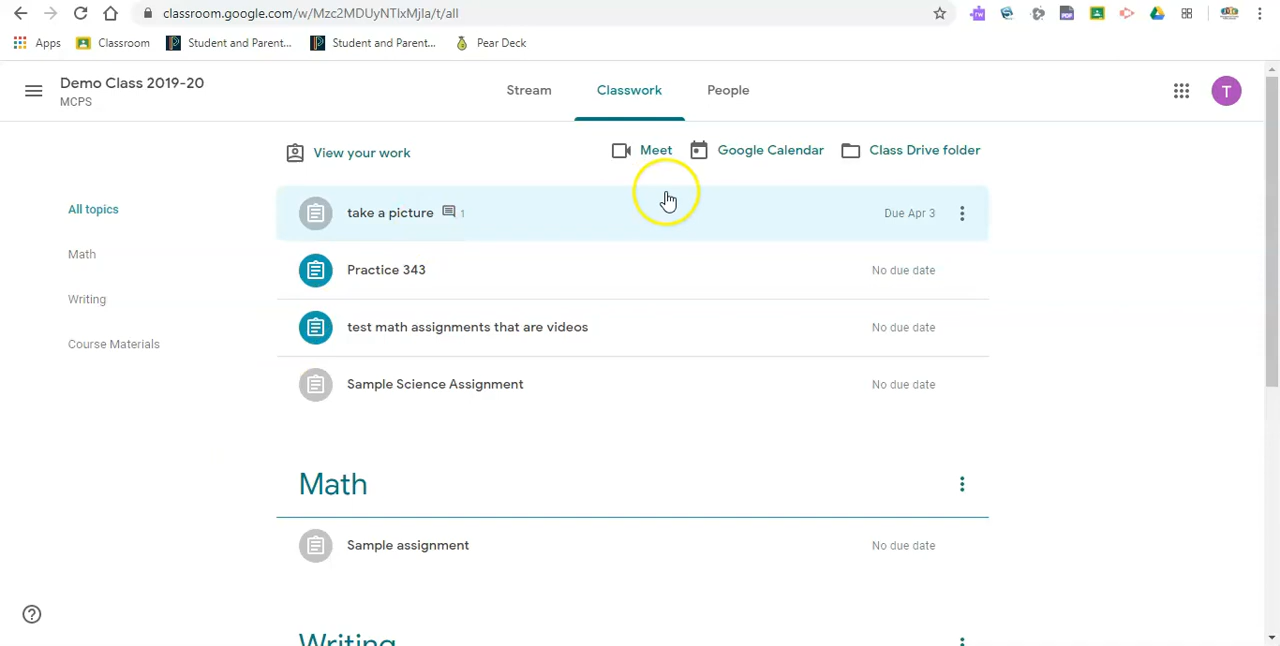 classroom.google.com/w/Mzc2MDUyNTIxMjIa/t/all
Apps Classroom Student and Parent... Student and Parent... Pear Deck
Demo Class 2019-20
MCPS
Stream Classwork People
T
View your work Meet Google Calendar Class Drive folder
All topics
Math
Writing
Course Materials
take a picture 1 Due Apr 3
Practice 343 No due date
test math assignments that are videos No due date
Sample Science Assignment No due date
Math
Sample assignment No due date
Writing